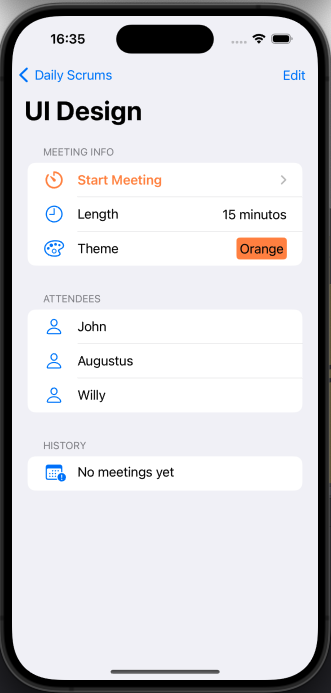 16:35
Daily Scrums
Edit
UI Design
MEETING INFO
Start Meeting
Length 15 minutos
Theme Orange
ATTENDEES
John
Augustus
Willy
HISTORY
No meetings yet